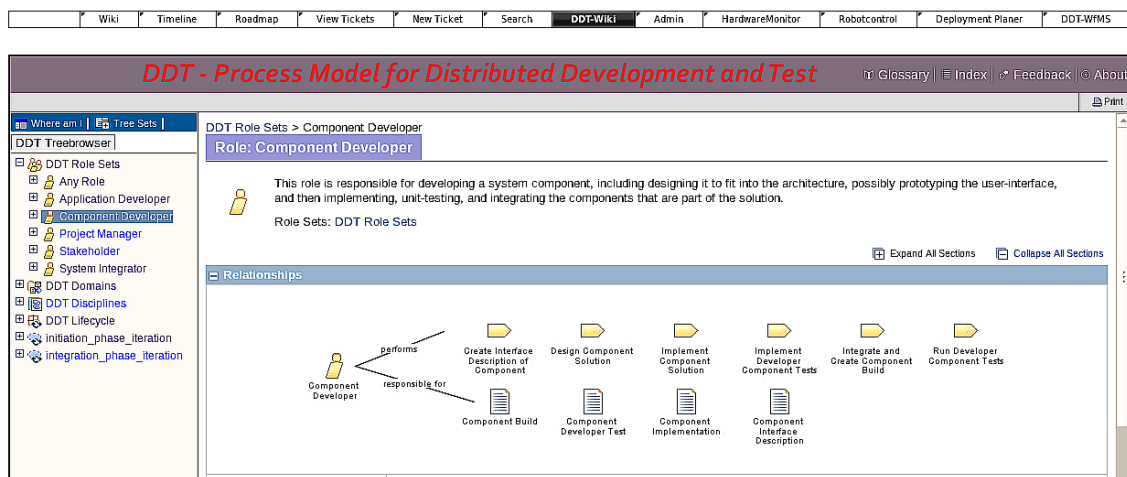 Wiki Timeline Roadmap View Tickets New Ticket Search DDT-Wiki Admin HardwareMonitor Robotcontrol Deployment Planer DDT-WfMS
DDT - Process Model for Distributed Development and Test
Glossary | Index | Feedback | About
Print
Where am I | Tree Sets |
DDT Treebrowser
DDT Role Sets
Any Role
Application Developer
Component Developer
Project Manager
Stakeholder
System Integrator
DDT Domains
DDT Disciplines
DDT Lifecycle
initiation_phase_iteration
integration_phase_iteration
DDT Role Sets > Component Developer
Role: Component Developer
This role is responsible for developing a system component, including designing it to fit into the architecture, possibly prototyping the user-interface,
and then implementing, unit-testing, and integrating the components that are part of the solution.
Role Sets: DDT Role Sets
Expand All Sections Collapse All Sections
Relationships
Component
Developer
performs
responsible for
Create Interface
Description of
Component
Design Component
Solution
Implement
Component
Solution
Implement
Developer
Component Tests
Integrate and
Create Component
Build
Run Developer
Component Tests
Component Build
Component
Developer Test
Component
Implementation
Component
Interface
Description